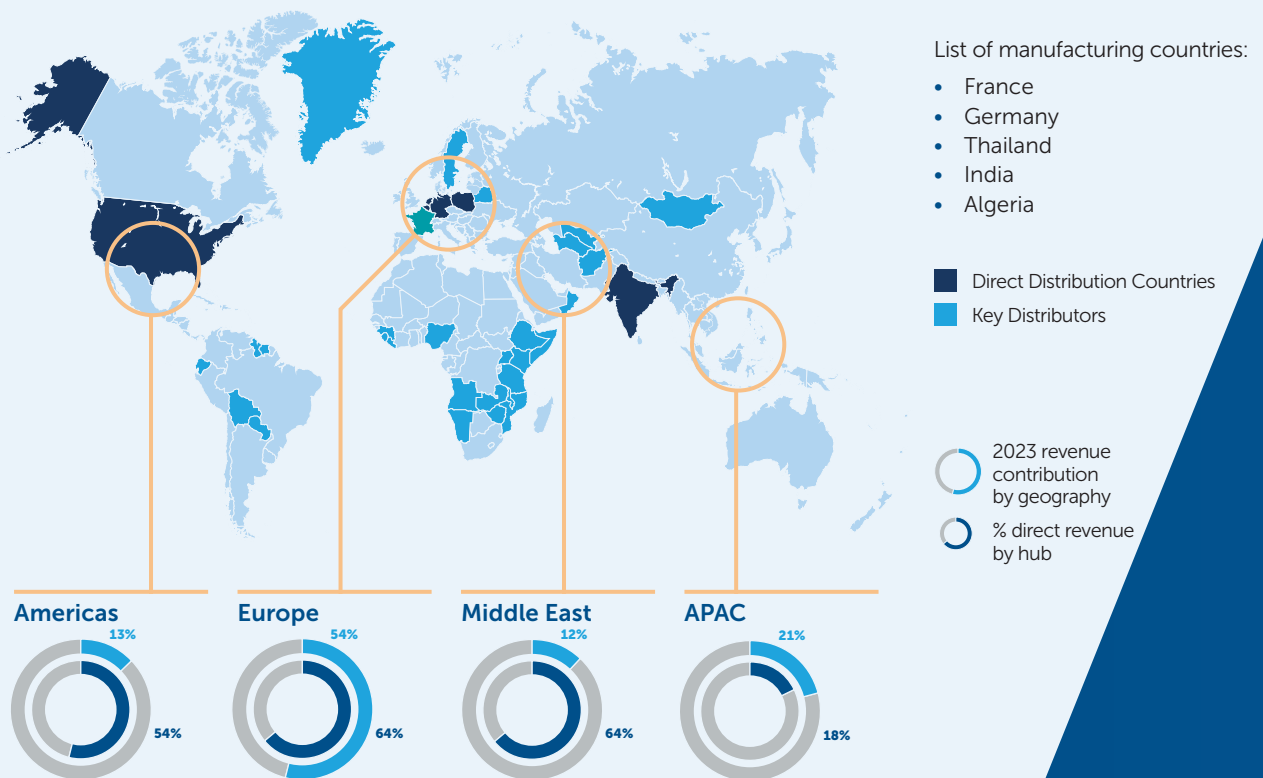 List of manufacturing countries:
• France
• Germany
• Thailand
• India
• Algeria
Direct Distribution Countries
Key Distributors
2023 revenue
contribution
by geography
% direct revenue
by hub
Americas
13%
54%
Europe
54%
64%
Middle East
12%
64%
APAC
21%
18%